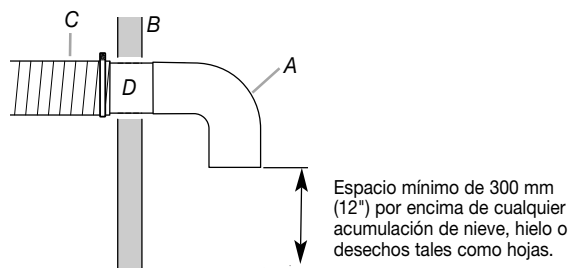 C
B
A
D
Espacio mínimo de 300 mm
(12") por encima de cualquier
acumulación de nieve, hielo o
desechos tales como hojas.